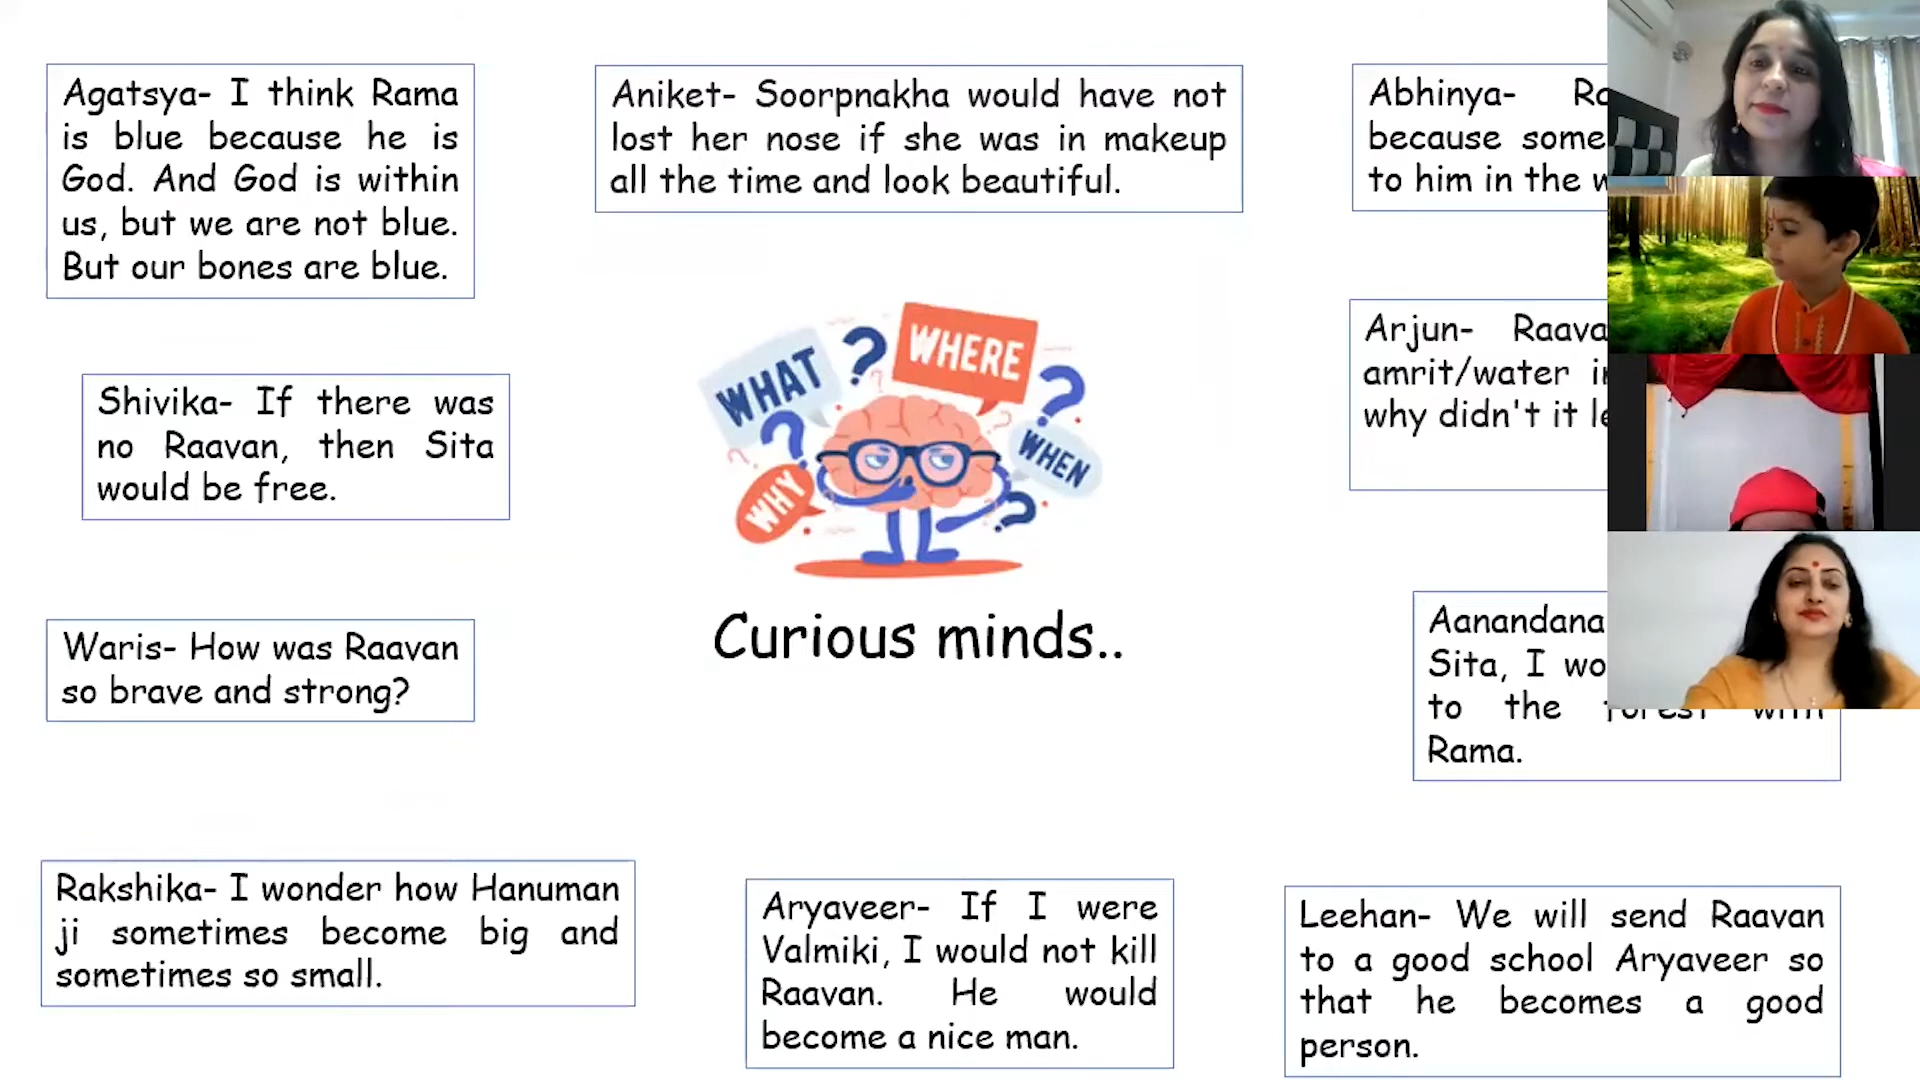 Agatsya- I think Rama
is blue because he is
God. And God is within
us, but we are not blue.
But our bones are blue.
Aniket- Soorpnakha would have not
lost her nose if she was in makeup
all the time and look beautiful.
Abhinya-
because
to him in the
Shivika- If there was
no Raavan, then Sita
would be free.
WHAT
?
WHERE
?
?
WHEN
WHY
?
Curious minds..
Arjun-
amrit/water
why didn't it
Waris- How was Raavan
so brave and strong?
Aanandana
Sita, I
to the forest with
Rama.
Rakshika- I wonder how Hanuman
ji sometimes become big and
sometimes so small.
Aryaveer- If I were
Valmiki, I would not kill
Raavan. He would
become a nice man.
Leehan- We will send Raavan
to a good school Aryaveer so
that he becomes a good
person.